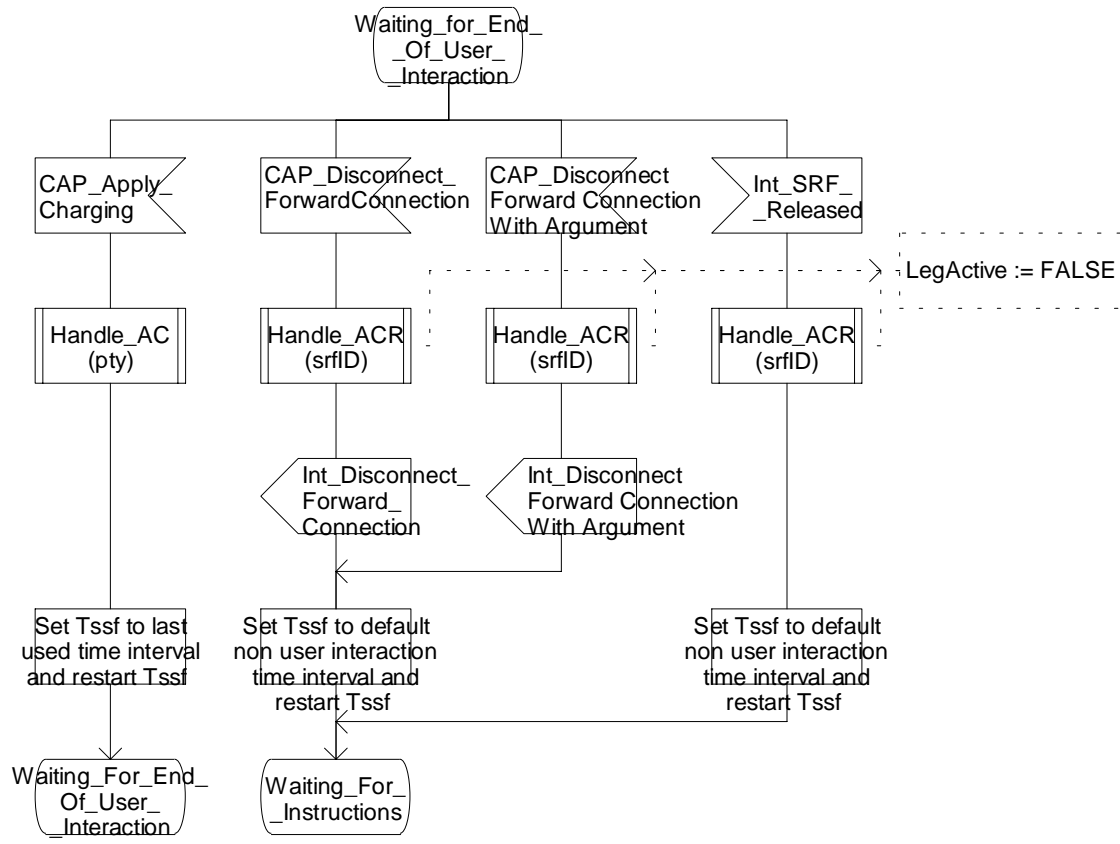 Waiting_for_End_
_Of_User_
_Interaction
CAP_Apply_
Charging
CAP_Disconnect_
ForwardConnection
CAP_Disconnect
Forward Connection
With Argument
Int_SRF_
_Released
LegActive := FALSE
Handle_AC
(pty)
Handle_ACR
(srfID)
Handle_ACR
(srfID)
Handle_ACR
(srfID)
Int_Disconnect_
Forward_
Connection
Int_Disconnect
Forward Connection
With Argument
Set Tssf to last
used time interval
and restart Tssf
Set Tssf to default
non user interaction
time interval and
restart Tssf
Set Tssf to default
non user interaction
time interval and
restart Tssf
Waiting_For_End_
Of_User_
_Interaction
Waiting_For_
_Instructions